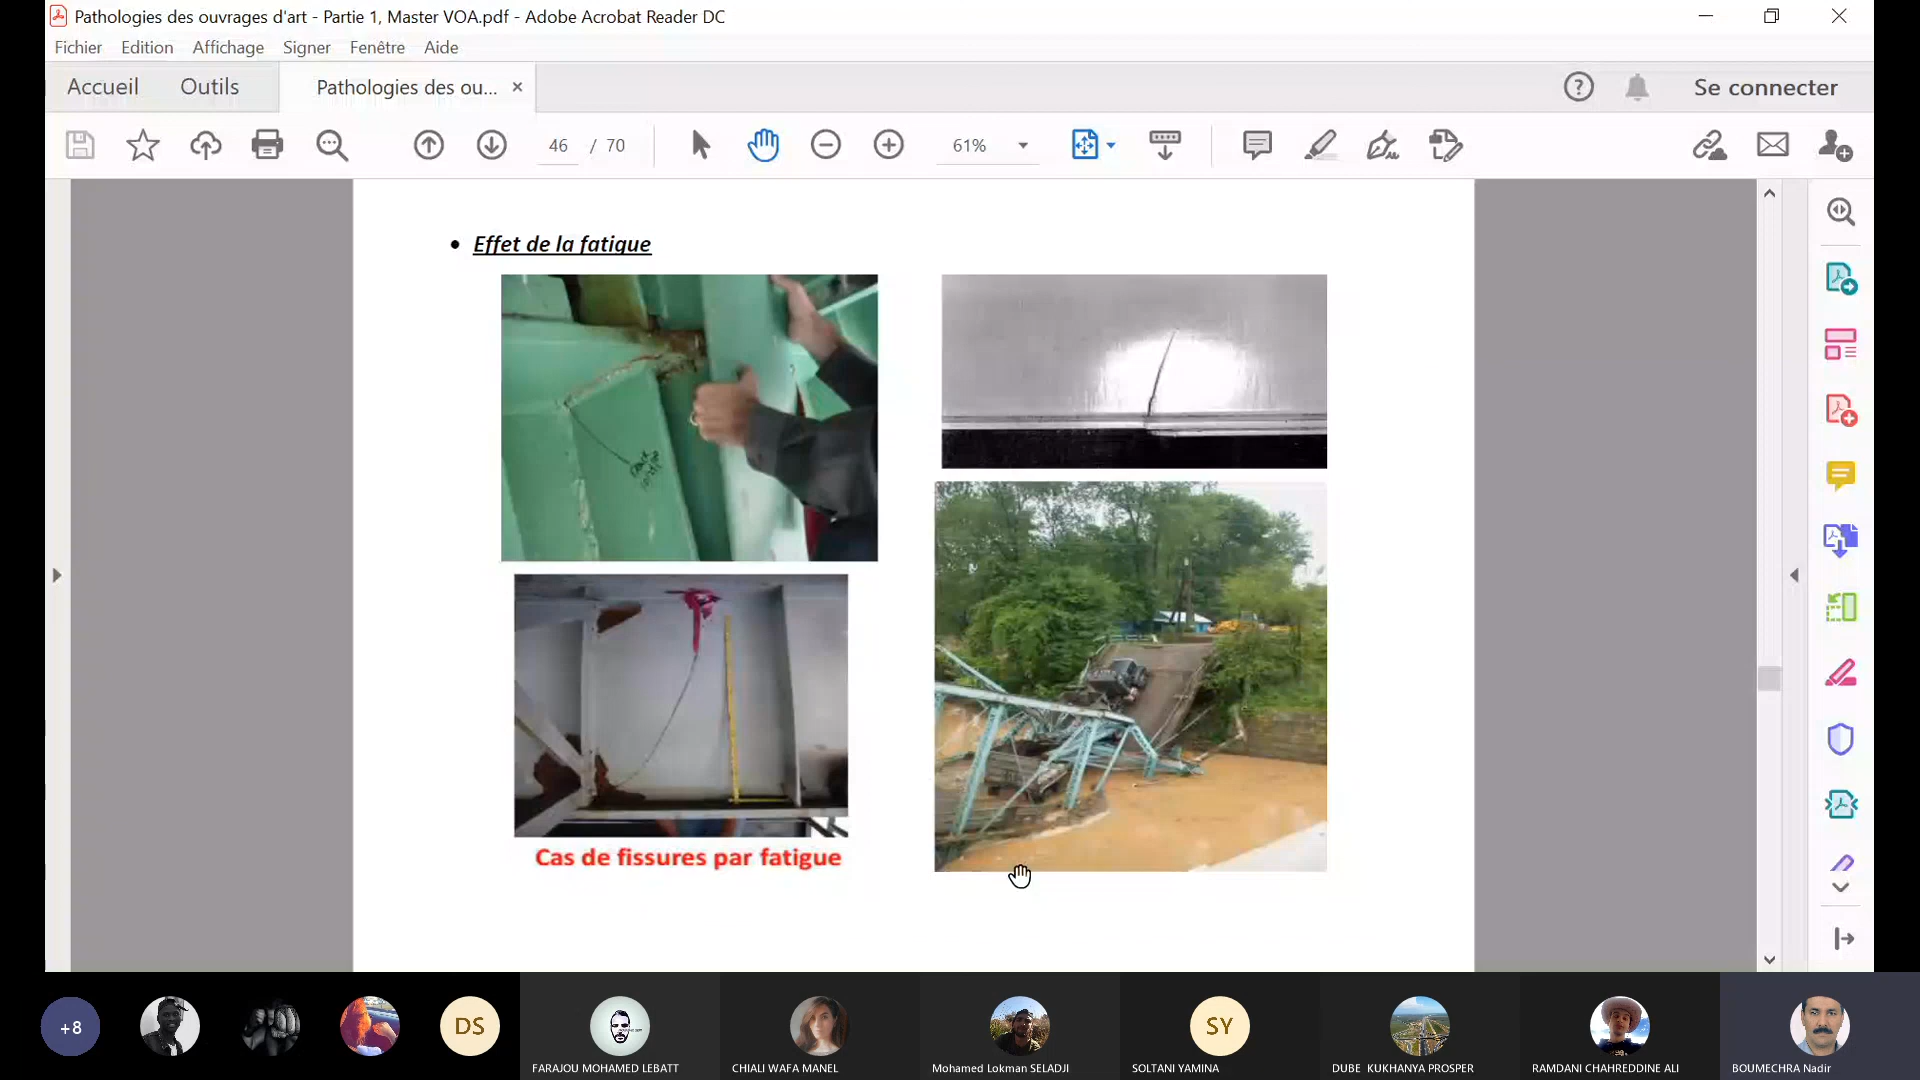 Pathologies des ouvrages d'art - Partie 1, Master VOA.pdf - Adobe Acrobat Reader DC
Fichier Edition Affichage Signer Fenêtre Aide
Accueil Outils Pathologies des ou... × ? Se connecter
46 / 70 61%
• Effet de la fatigue
Cas de fissures par fatigue
+8 DS SY
FARAJOU MOHAMED LEBATT CHIALI WAFA MANEL Mohamed Lokman SELADJI SOLTANI YAMINA DUBE KUKHANYA PROSPER RAMDANI CHAHREDDINE ALI BOUMECHRA Nadir